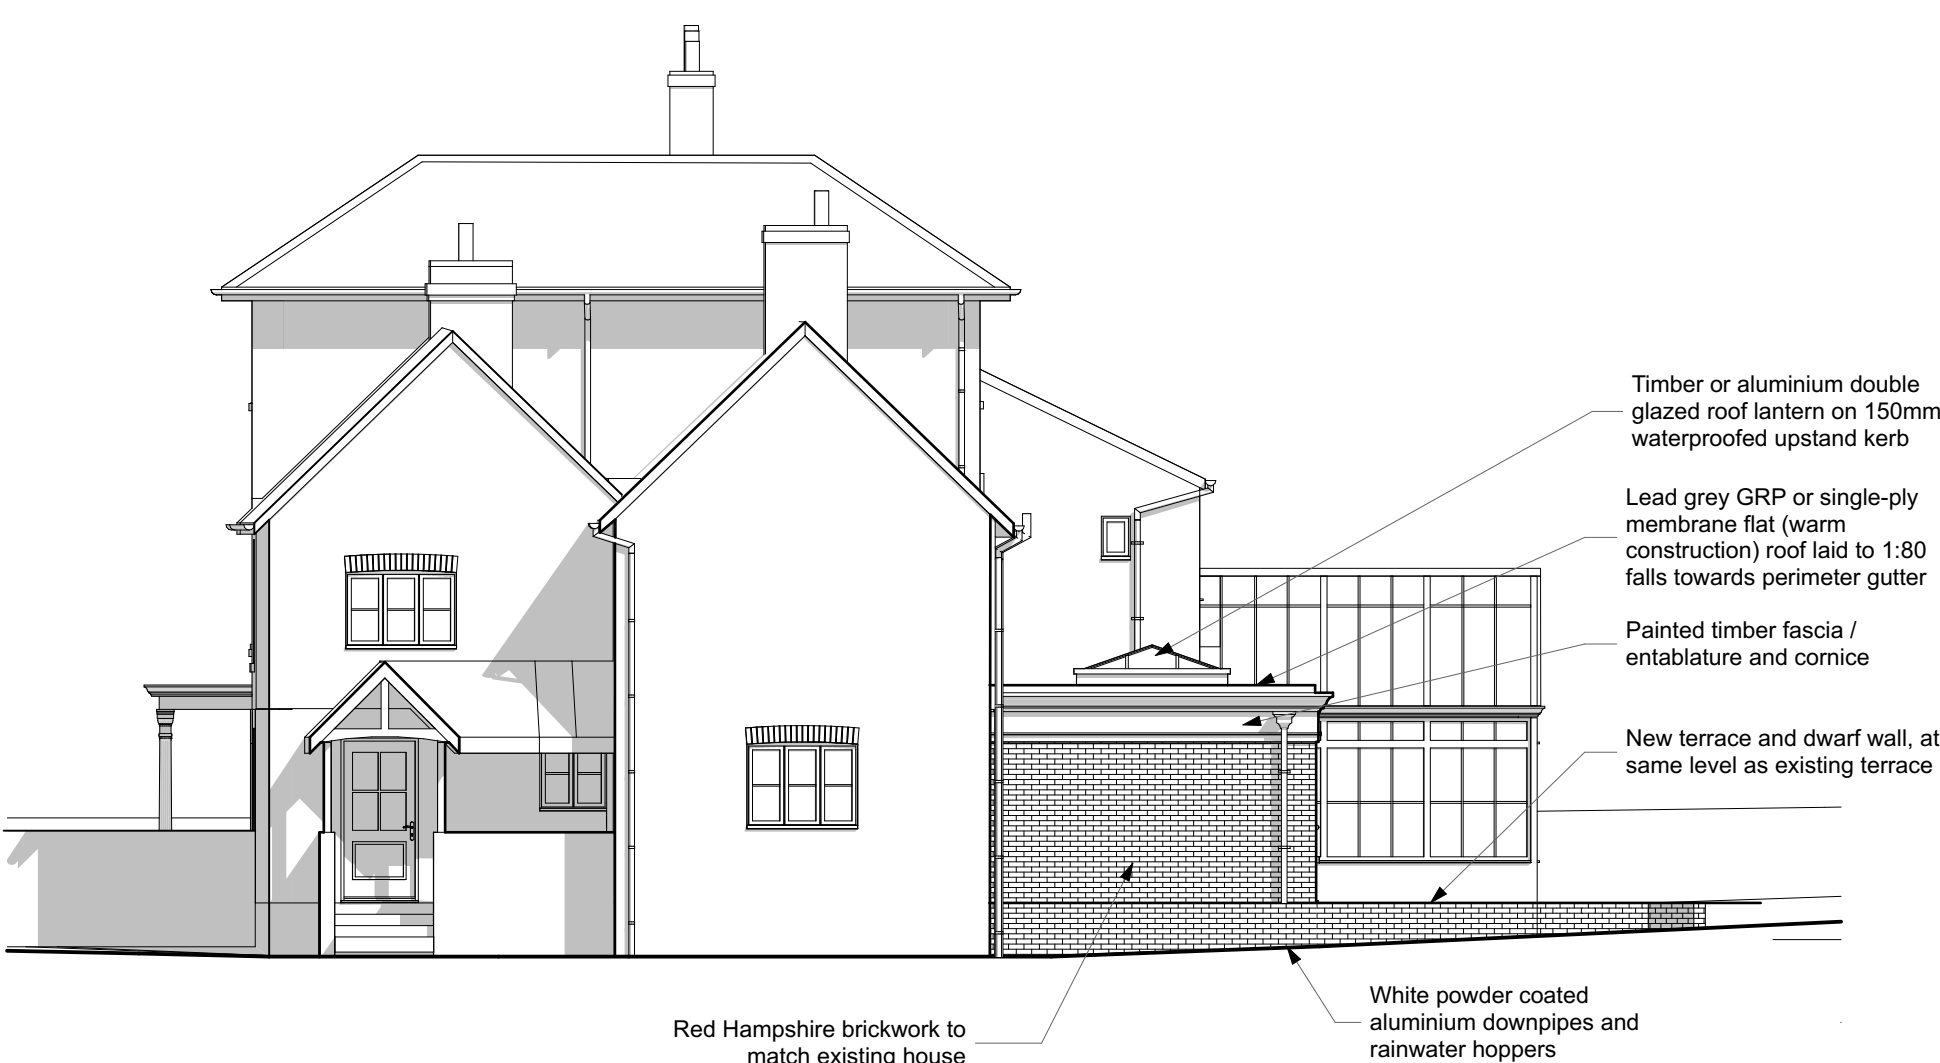 Timber or aluminium double
glazed roof lantern on 150mm
waterproofed upstand kerb
Lead grey GRP or single-ply
membrane flat (warm
construction) roof laid to 1:80
falls towards perimeter gutter
Painted timber fascia /
entablature and cornice
New terrace and dwarf wall, at
same level as existing terrace
White powder coated
aluminium downpipes and
rainwater hoppers
Red Hampshire brickwork to
match existing house